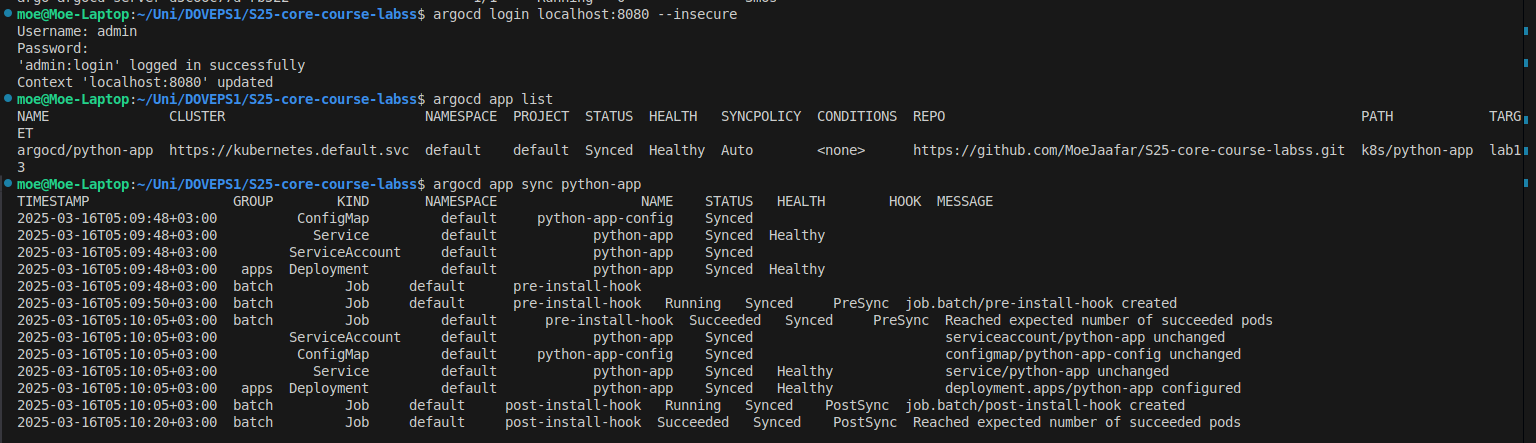 moe@Moe-Laptop:~/Uni/DOVEPS1/S25-core-course-labss$ argocd login localhost:8080 --insecure
Username: admin
Password:
'admin:login' logged in successfully
Context 'localhost:8080' updated
moe@Moe-Laptop:~/Uni/DOVEPS1/S25-core-course-labss$ argocd app list
NAME               CLUSTER                         NAMESPACE  PROJECT  STATUS  HEALTH   SYNCPOLICY  CONDITIONS  REPO                                                    PATH            TARG
ET
argocd/python-app  https://kubernetes.default.svc  default    default  Synced  Healthy  Auto        <none>      https://github.com/MoeJaafar/S25-core-course-labss.git  k8s/python-app  lab1
3
moe@Moe-Laptop:~/Uni/DOVEPS1/S25-core-course-labss$ argocd app sync python-app
TIMESTAMP                  GROUP        KIND       NAMESPACE                  NAME    STATUS   HEALTH        HOOK  MESSAGE
2025-03-16T05:09:48+03:00          ConfigMap         default     python-app-config    Synced
2025-03-16T05:09:48+03:00            Service         default            python-app    Synced  Healthy
2025-03-16T05:09:48+03:00         ServiceAccount     default            python-app    Synced
2025-03-16T05:09:48+03:00   apps  Deployment         default            python-app    Synced  Healthy
2025-03-16T05:09:48+03:00  batch         Job     default      pre-install-hook
2025-03-16T05:09:50+03:00  batch         Job     default      pre-install-hook   Running   Synced     PreSync  job.batch/pre-install-hook created
2025-03-16T05:10:05+03:00  batch         Job         default      pre-install-hook  Succeeded   Synced     PreSync  Reached expected number of succeeded pods
2025-03-16T05:10:05+03:00         ServiceAccount     default            python-app    Synced                        serviceaccount/python-app unchanged
2025-03-16T05:10:05+03:00          ConfigMap         default     python-app-config    Synced                        configmap/python-app-config unchanged
2025-03-16T05:10:05+03:00            Service         default            python-app    Synced   Healthy              service/python-app unchanged
2025-03-16T05:10:05+03:00   apps  Deployment         default            python-app    Synced   Healthy              deployment.apps/python-app configured
2025-03-16T05:10:05+03:00  batch         Job     default     post-install-hook   Running   Synced    PostSync  job.batch/post-install-hook created
2025-03-16T05:10:20+03:00  batch         Job     default     post-install-hook  Succeeded   Synced    PostSync  Reached expected number of succeeded pods